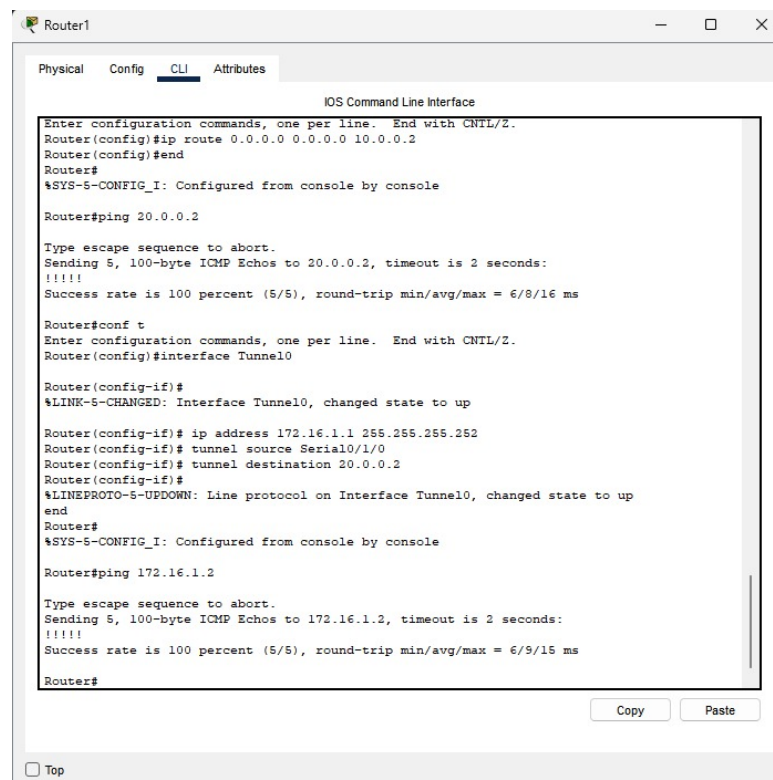 Router1
Physical Config CLI Attributes
IOS Command Line Interface
Enter configuration commands, one per line.  End with CNTL/Z.
Router(config)#ip route 0.0.0.0 0.0.0.0 10.0.0.2
Router(config)#end
Router#
%SYS-5-CONFIG_I: Configured from console by console
Router#ping 20.0.0.2
Type escape sequence to abort.
Sending 5, 100-byte ICMP Echos to 20.0.0.2, timeout is 2 seconds:
!!!!!
Success rate is 100 percent (5/5), round-trip min/avg/max = 6/8/16 ms
Router#conf t
Enter configuration commands, one per line.  End with CNTL/Z.
Router(config)#interface Tunnel0
Router(config-if)#
%LINK-5-CHANGED: Interface Tunnel0, changed state to up
Router(config-if)# ip address 172.16.1.1 255.255.255.252
Router(config-if)# tunnel source Serial0/1/0
Router(config-if)# tunnel destination 20.0.0.2
Router(config-if)#
%LINEPROTO-5-UPDOWN: Line protocol on Interface Tunnel0, changed state to up
end
Router#
%SYS-5-CONFIG_I: Configured from console by console
Router#ping 172.16.1.2
Type escape sequence to abort.
Sending 5, 100-byte ICMP Echos to 172.16.1.2, timeout is 2 seconds:
!!!!!
Success rate is 100 percent (5/5), round-trip min/avg/max = 6/9/15 ms
Router#
Copy Paste
Top